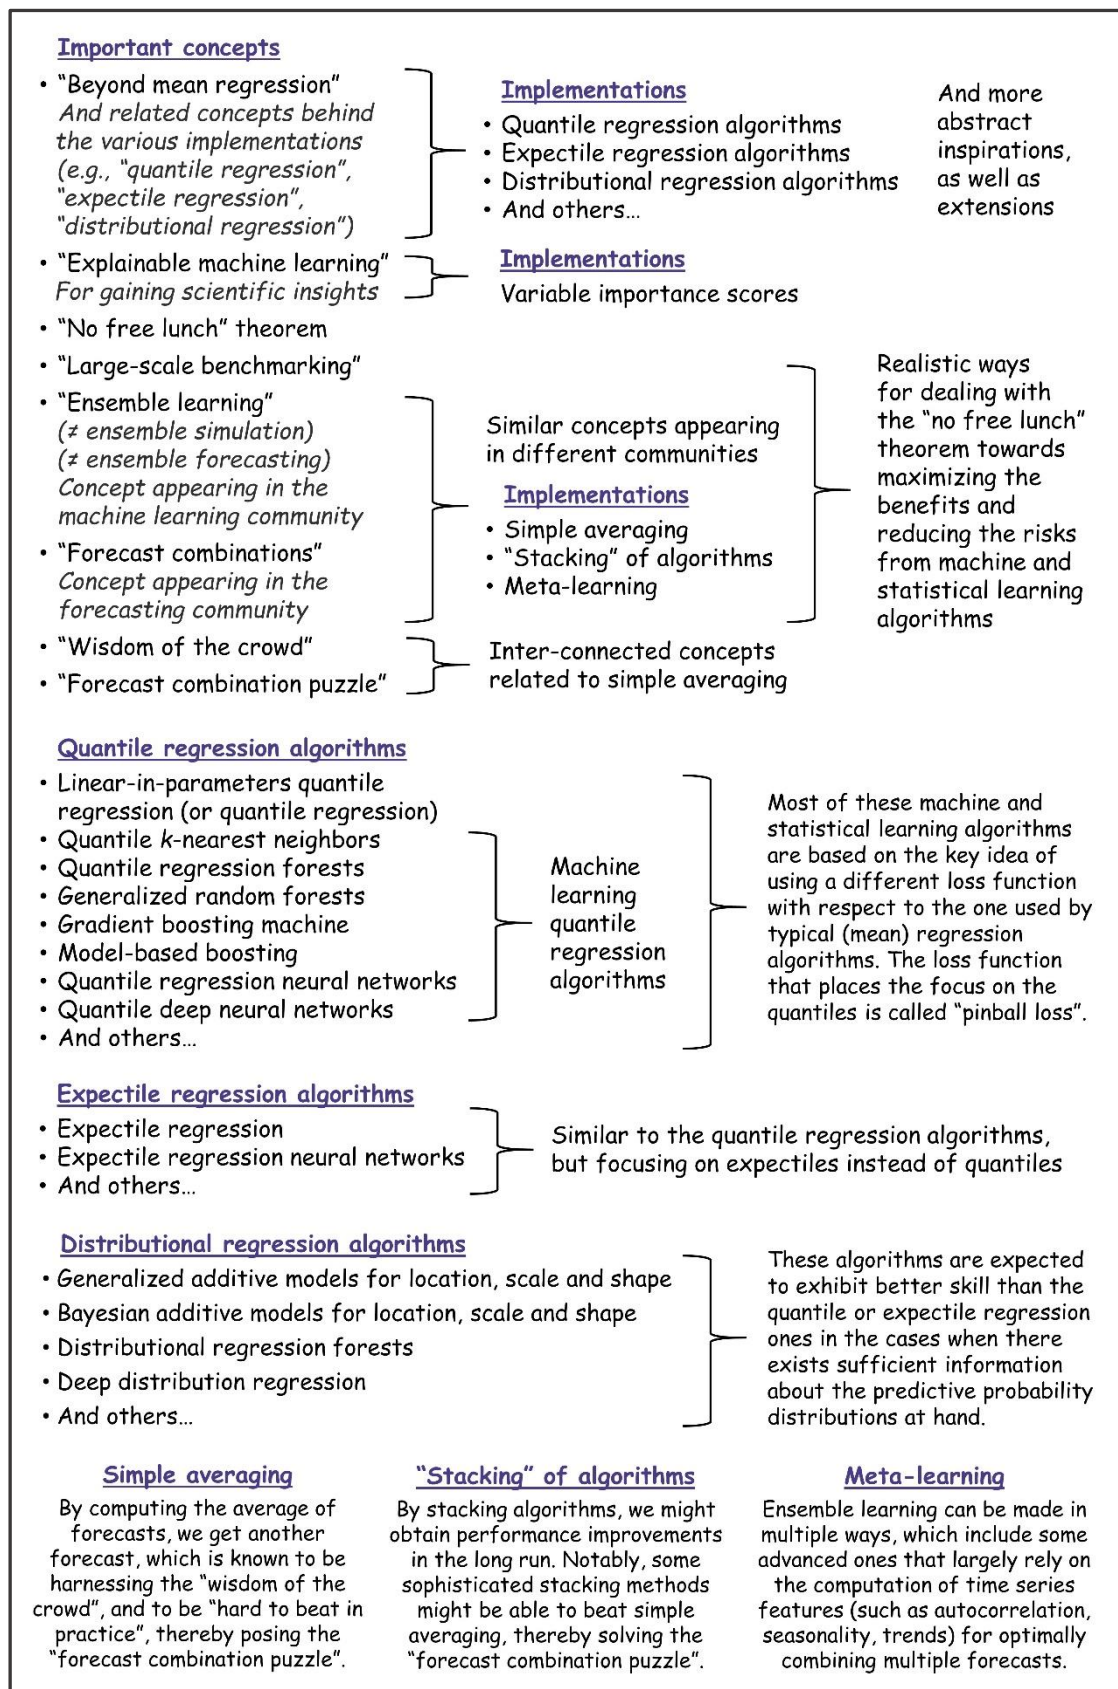 Important concepts
• “Beyond mean regression”
And related concepts behind
the various implementations
(e.g., “quantile regression”,
“expectile regression”,
“distributional regression”)
Implementations
• Quantile regression algorithms
• Expectile regression algorithms
• Distributional regression algorithms
• And others…
And more
abstract
inspirations,
as well as
extensions
• “Explainable machine learning”
For gaining scientific insights
Implementations
Variable importance scores
• “No free lunch” theorem
• “Large-scale benchmarking”
• “Ensemble learning”
(≠ ensemble simulation)
(≠ ensemble forecasting)
Concept appearing in the
machine learning community
• “Forecast combinations”
Concept appearing in the
forecasting community
Similar concepts appearing
in different communities
Implementations
• Simple averaging
• “Stacking” of algorithms
• Meta-learning
Realistic ways
for dealing with
the “no free lunch”
theorem towards
maximizing the
benefits and
reducing the risks
from machine and
statistical learning
algorithms
• “Wisdom of the crowd”
• “Forecast combination puzzle”
Inter-connected concepts
related to simple averaging
Quantile regression algorithms
• Linear-in-parameters quantile
regression (or quantile regression)
• Quantile k-nearest neighbors
• Quantile regression forests
• Generalized random forests
• Gradient boosting machine
• Model-based boosting
• Quantile regression neural networks
• Quantile deep neural networks
• And others…
Machine
learning
quantile
regression
algorithms
Most of these machine and
statistical learning algorithms
are based on the key idea of
using a different loss function
with respect to the one used by
typical (mean) regression
algorithms. The loss function
that places the focus on the
quantiles is called “pinball loss”.
Expectile regression algorithms
• Expectile regression
• Expectile regression neural networks
• And others…
Similar to the quantile regression algorithms,
but focusing on expectiles instead of quantiles
Distributional regression algorithms
• Generalized additive models for location, scale and shape
• Bayesian additive models for location, scale and shape
• Distributional regression forests
• Deep distribution regression
• And others…
These algorithms are expected
to exhibit better skill than the
quantile or expectile regression
ones in the cases when there
exists sufficient information
about the predictive probability
distributions at hand.
Simple averaging
By computing the average of
forecasts, we get another
forecast, which is known to be
harnessing the “wisdom of the
crowd”, and to be “hard to beat in
practice”, thereby posing the
“forecast combination puzzle”.
“Stacking” of algorithms
By stacking algorithms, we might
obtain performance improvements
in the long run. Notably, some
sophisticated stacking methods
might be able to beat simple
averaging, thereby solving the
“forecast combination puzzle”.
Meta-learning
Ensemble learning can be made in
multiple ways, which include some
advanced ones that largely rely on
the computation of time series
features (such as autocorrelation,
seasonality, trends) for optimally
combining multiple forecasts.